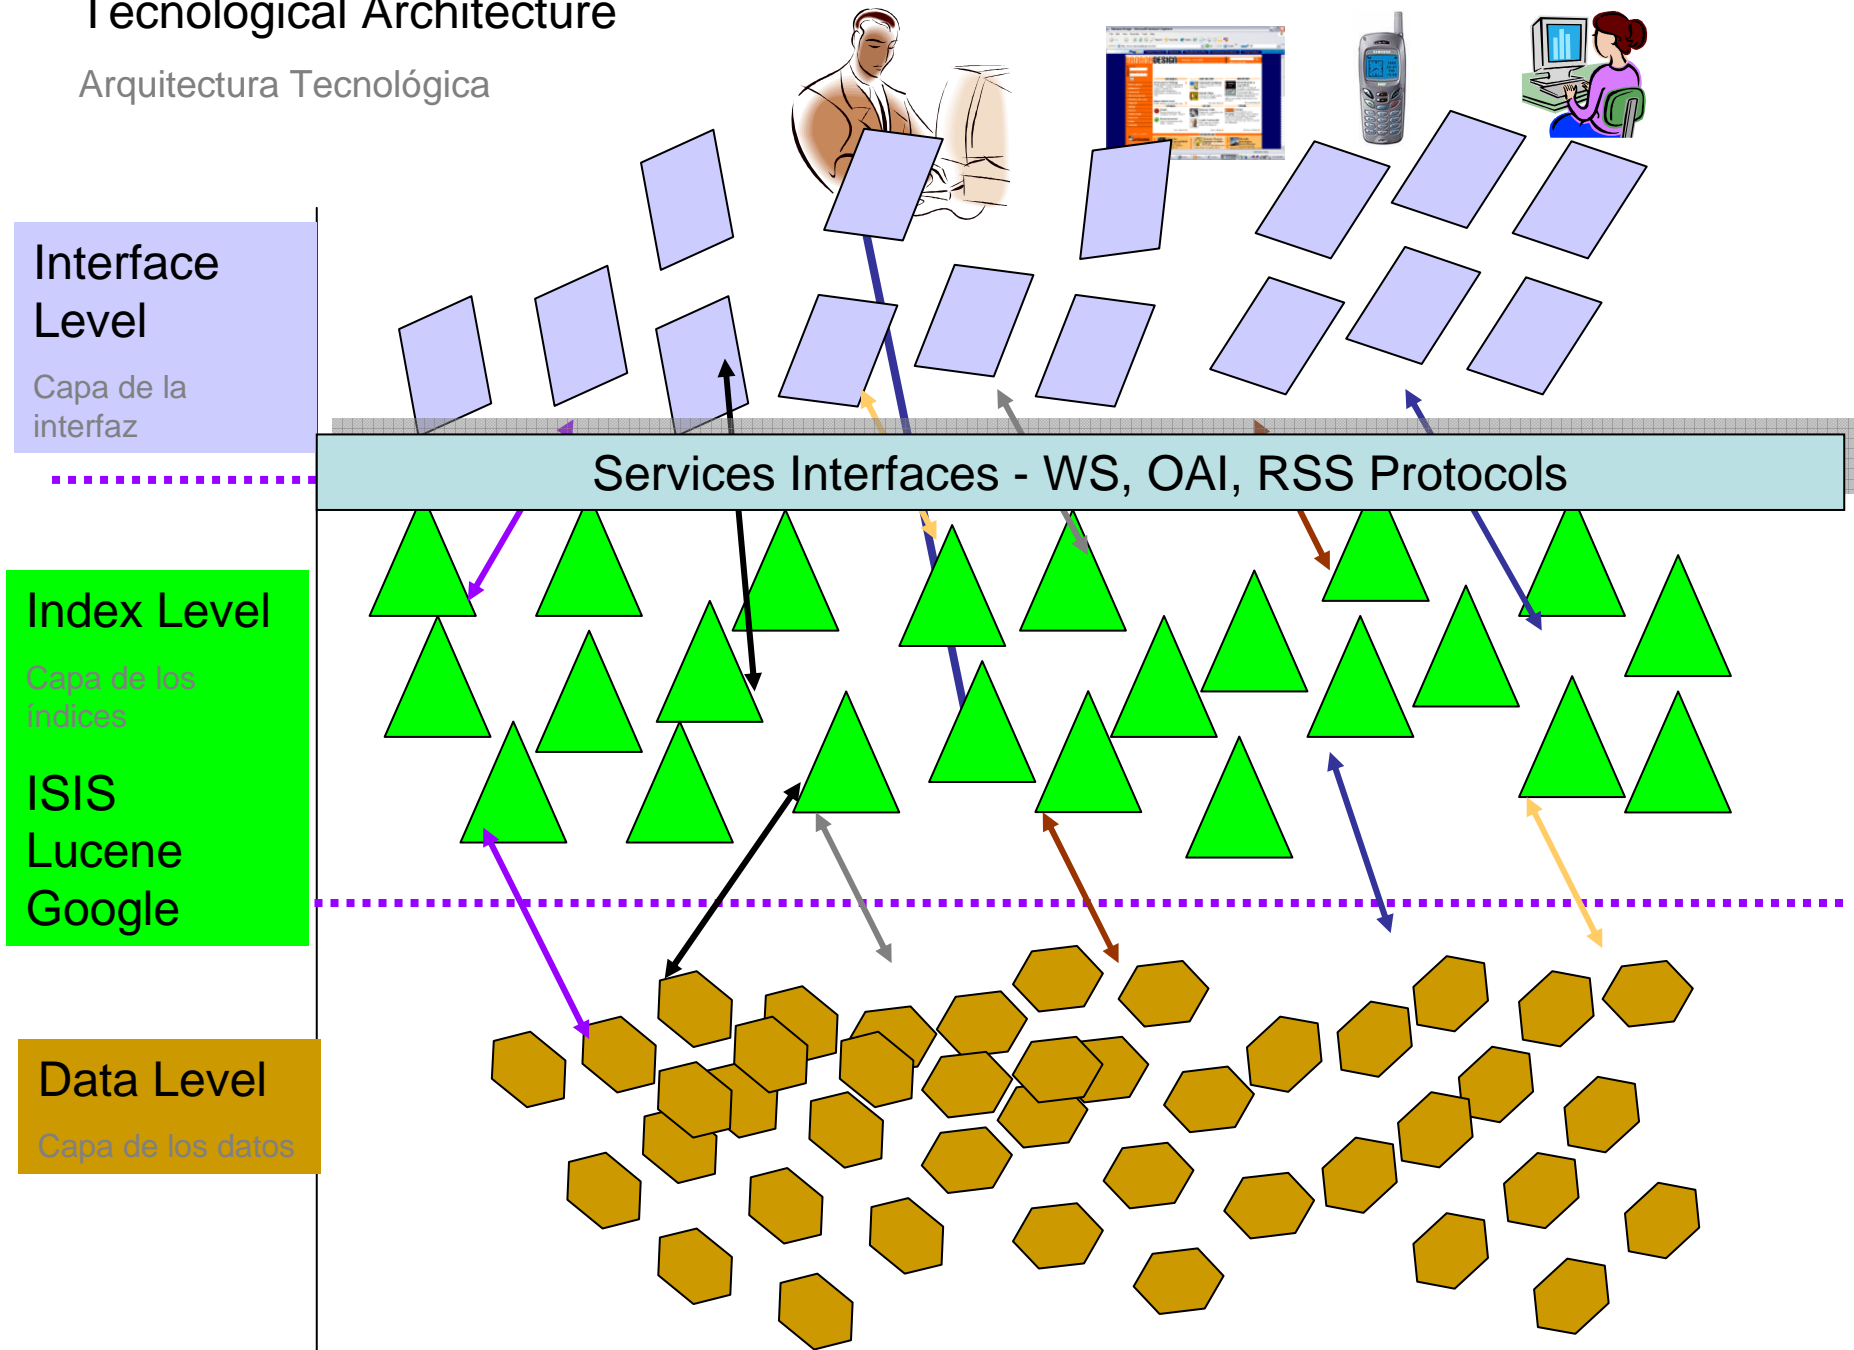 Tecnological Architecture
Arquitectura Tecnológica
DESIGN
Interface
Level
Capa de la
interfaz
Services Interfaces - WS, OAI, RSS Protocols
Index Level
Capa de los
índices
ISIS
Lucene
Google
Data Level
Capa de los datos